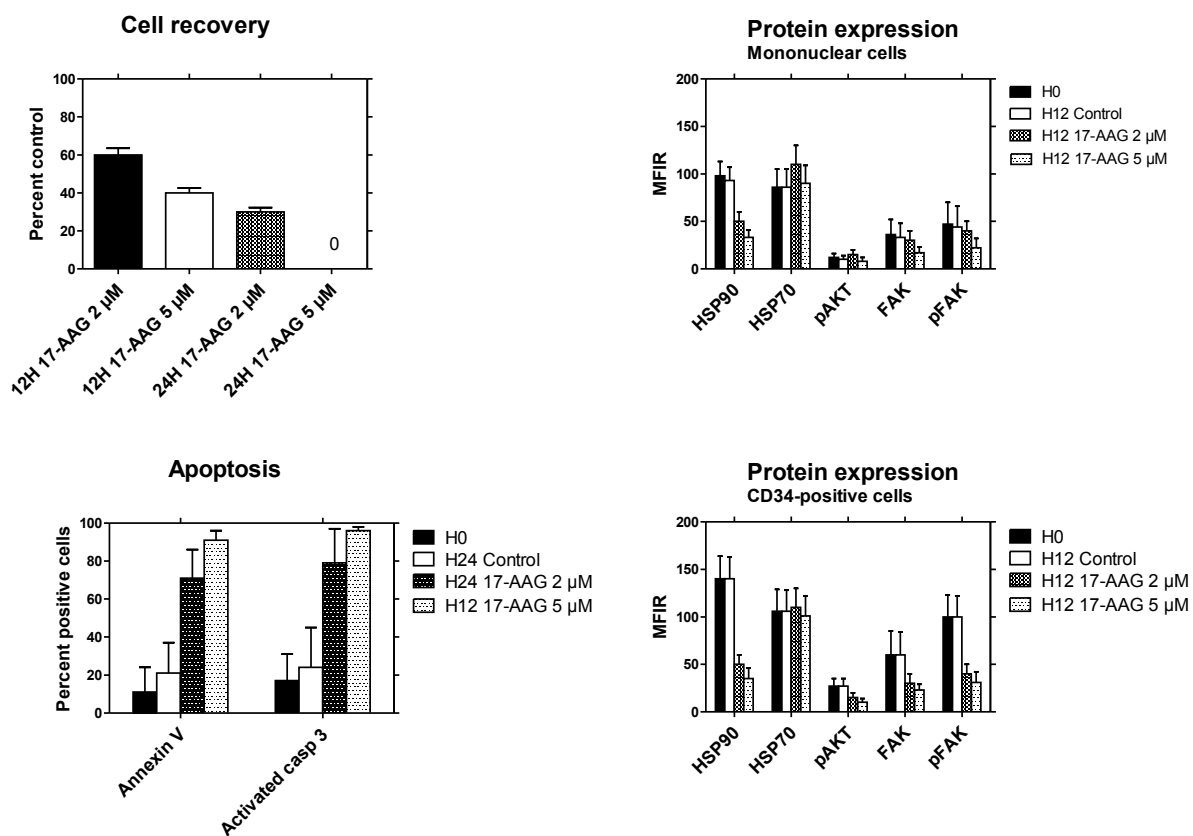 Cell recovery
Percent control
100
80
60
40
20
0
0
12H 17-AAG 2 µM
12H 17-AAG 5 µM
24H 17-AAG 2 µM
24H 17-AAG 5 µM
Protein expression
Mononuclear cells
MFIR
200
150
100
50
0
HSP90
HSP70
pAKT
FAK
pFAK
H0
H12 Control
H12 17-AAG 2 µM
H12 17-AAG 5 µM
Apoptosis
Percent positive cells
100
80
60
40
20
0
Annexin V
Activated casp 3
H0
H24 Control
H24 17-AAG 2 µM
H12 17-AAG 5 µM
Protein expression
CD34-positive cells
MFIR
200
150
100
50
0
HSP90
HSP70
pAKT
FAK
pFAK
H0
H12 Control
H12 17-AAG 2 µM
H12 17-AAG 5 µM